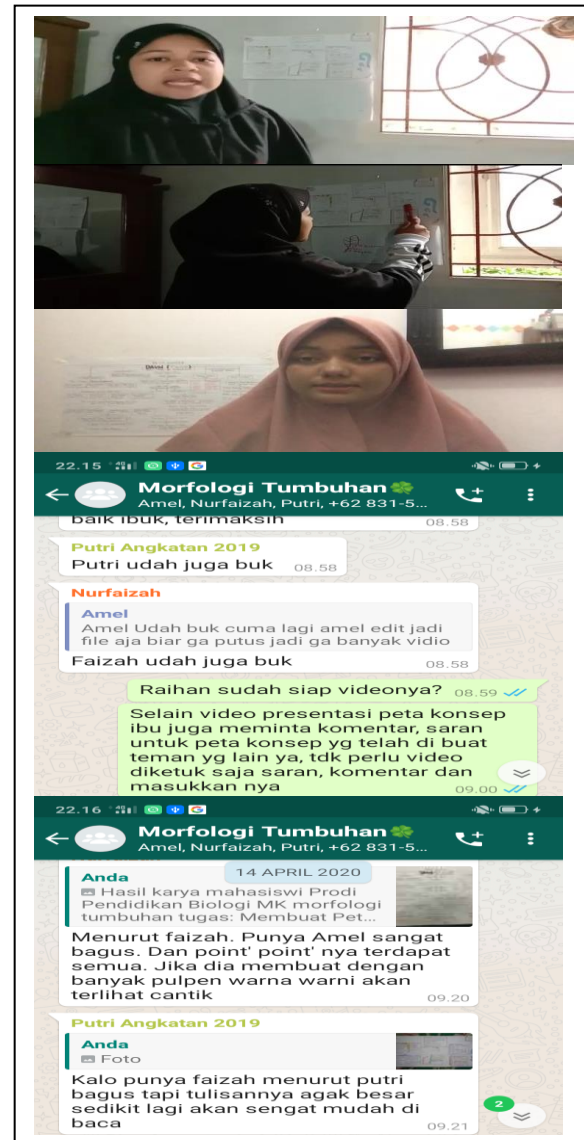 22.15
Morfologi Tumbuhan🍀
Amel, Nurfaizah, Putri, +62 831-5...
baik ibuk, terimaksih
08.58
Putri Angkatan 2019
Putri udah juga buk 08.58
Nurfaizah
Amel
Amel Udah buk cuma lagi amel edit jadi
file aja biar ga putus jadi ga banyak vidio
Faizah udah juga buk
08.58
Raihan sudah siap videonya? 08.59
Selain video presentasi peta konsep
ibu juga meminta komentar, saran
untuk peta konsep yg telah di buat
teman yg lain ya, tdk perlu video
diketuk saja saran, komentar dan
masukkan nya
09.00
22.16
Morfologi Tumbuhan🍀
Amel, Nurfaizah, Putri, +62 831-5...
14 APRIL 2020
Anda
Hasil karya mahasiswi Prodi
Pendidikan Biologi MK morfologi
tumbuhan tugas: Membuat Pet...
Menurut faizah. Punya Amel sangat
bagus. Dan point' point' nya terdapat
semua. Jika dia membuat dengan
banyak pulpen warna warni akan
terlihat cantik
09.20
Putri Angkatan 2019
Anda
Foto
Kalo punya faizah menurut putri
bagus tapi tulisannya agak besar
sedikit lagi akan sengat mudah di
baca
09.21
2